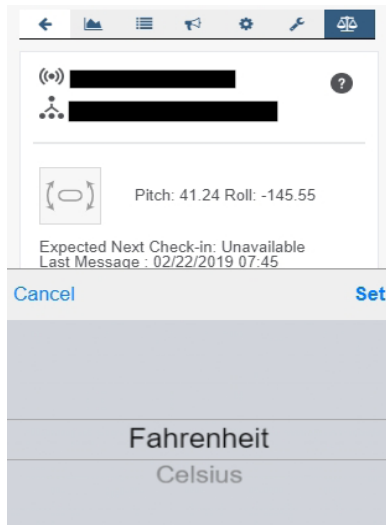 ?
Pitch: 41.24 Roll: -145.55
Expected Next Check-in: Unavailable
Last Message : 02/22/2019 07:45
Cancel Set
Fahrenheit
Celsius